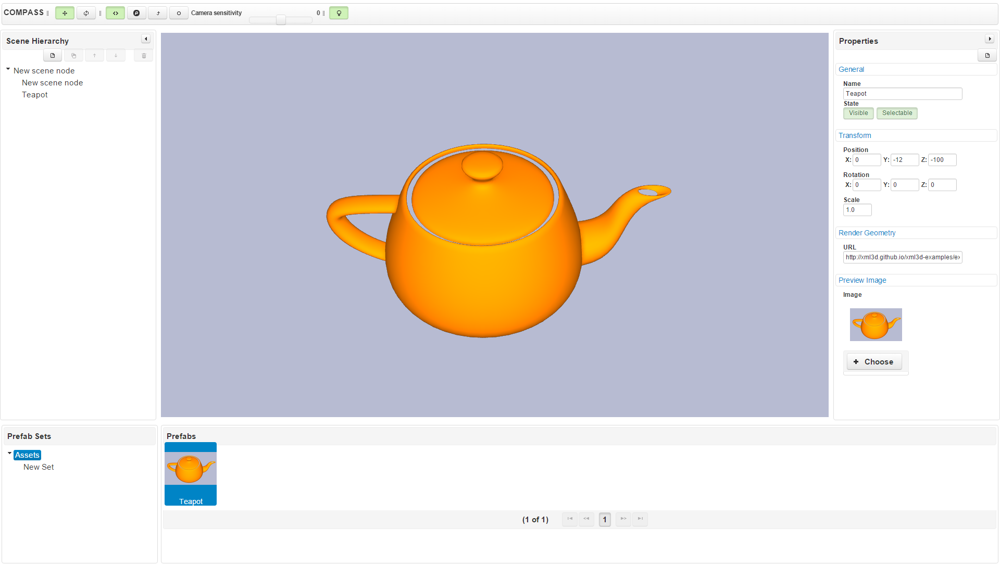 COMPASS
Camera sensitivity 0
Scene Hierarchy
New scene node
New scene node
Teapot
Properties
General
Name
Teapot
State
Visible Selectable
Transform
Position
X: 0 Y: -12 Z: -100
Rotation
X: 0 Y: 0 Z: 0
Scale
1.0
Render Geometry
URL
http://xml3d.github.io/xml3d-examples/ex
Preview Image
Image
Choose
Prefab Sets
Assets
New Set
Prefabs
Teapot
(1 of 1) 1